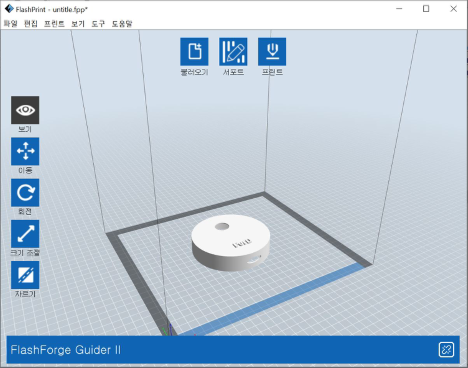 FlashPrint - untitle.fpp*
파일 편집 프린트 보기 도구 도움말
불러오기 서포트 프린트
보기
이동
회전
크기 조절
자르기
FlashForge Guider II